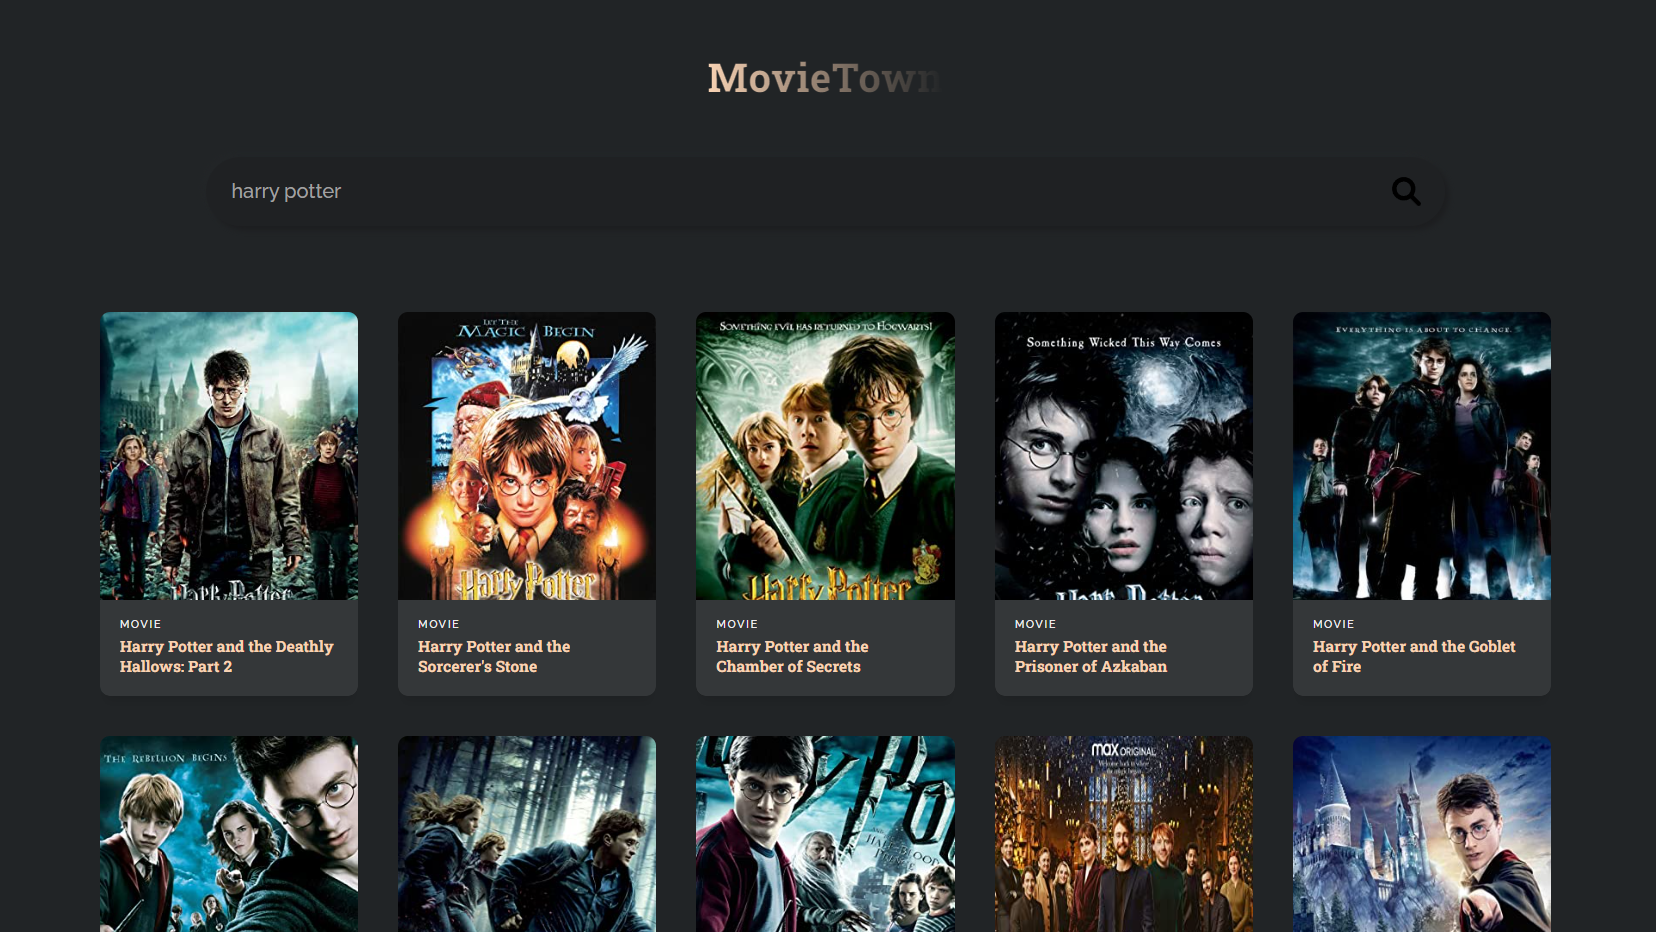 MovieTown
harry potter
LET THE
MAGIC BEGIN
SOMETHING EVIL HAS RETURNED TO HOGWARTS!
Something Wicked This Way Comes
EVERYTHING IS ABOUT TO CHANGE.
Harry Potter
Harry Potter
Harry Potter
Harry Potter
MOVIE
MOVIE
MOVIE
MOVIE
MOVIE
Harry Potter and the Deathly
Hallows: Part 2
Harry Potter and the
Sorcerer's Stone
Harry Potter and the
Chamber of Secrets
Harry Potter and the
Prisoner of Azkaban
Harry Potter and the Goblet
of Fire
THE REBELLION BEGINS
AND THE
HALF-BLOOD
PRINCE
max ORIGINAL